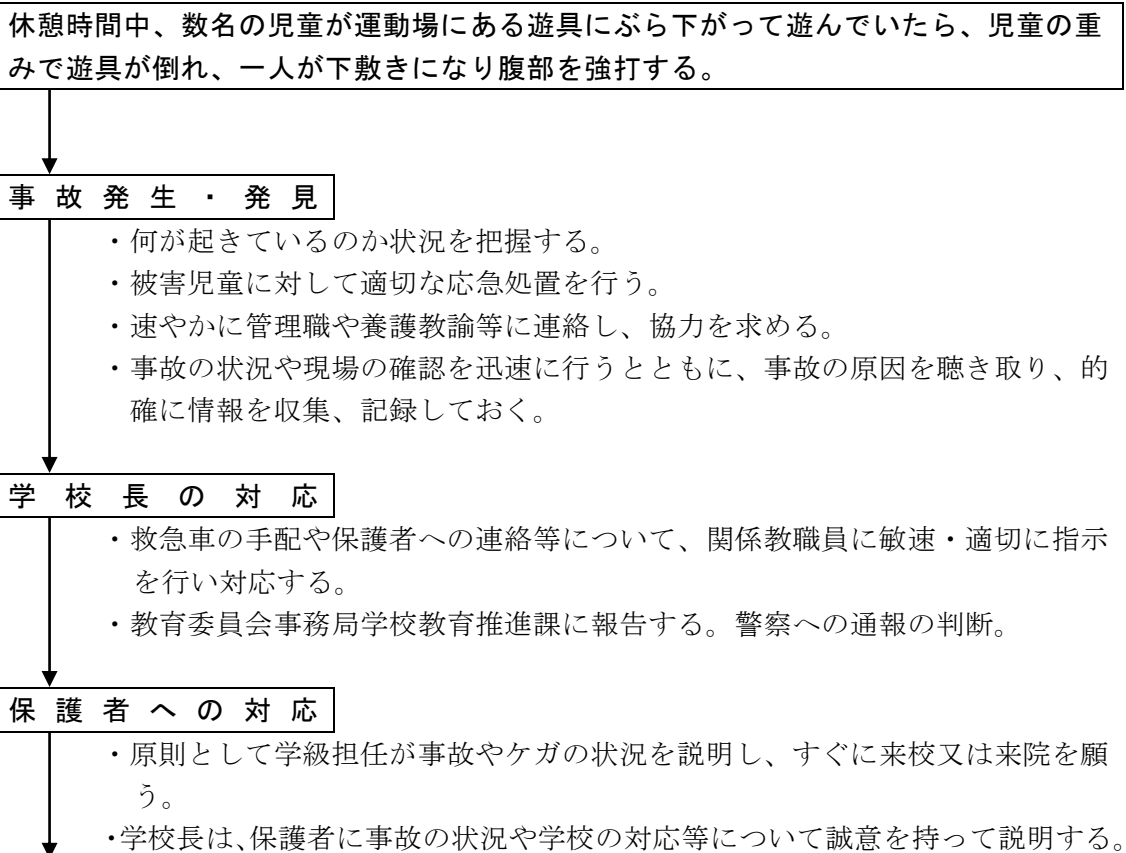 休憩時間中、数名の児童が運動場にある遊具にぶら下がって遊んでいたら、児童の重
みで遊具が倒れ、一人が下敷きになり腹部を強打する。
事故発生・発見
・何が起きているのか状況を把握する。
・被害児童に対して適切な応急処置を行う。
・速やかに管理職や養護教諭等に連絡し、協力を求める。
・事故の状況や現場の確認を迅速に行うとともに、事故の原因を聴き取り、的
確に情報を収集、記録しておく。
学校長の対応
・救急車の手配や保護者への連絡等について、関係教職員に敏速・適切に指示
を行い対応する。
・教育委員会事務局学校教育推進課に報告する。警察への通報の判断。
保護者への対応
・原則として学級担任が事故やケガの状況を説明し、すぐに来校又は来院を願
う。
・学校長は、保護者に事故の状況や学校の対応等について誠意を持って説明する。